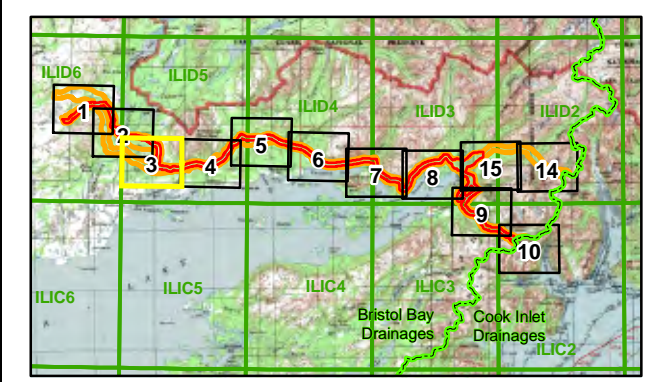 ILID6
ILID5
ILID4
ILID3
ILID2
1
2
3
4
5
6
7
8
15
14
9
10
ILIC6
ILIC5
ILIC4
ILIC3
ILIC2
Bristol Bay
Drainages
Cook Inlet
Drainages